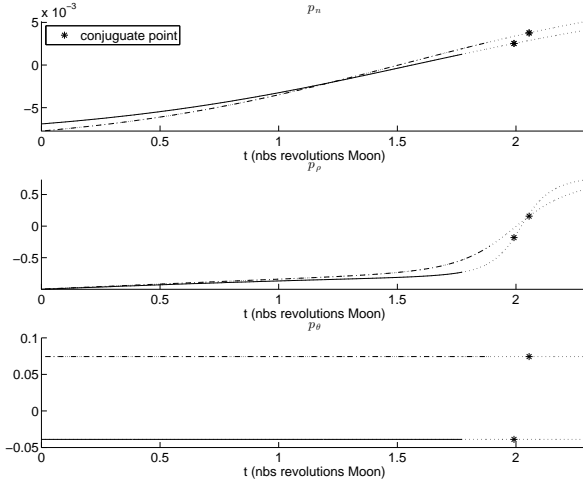 5 x 10⁻³
pₙ
conjuguate point
0
−5
0 0.5 1 1.5 2
t (nbs revolutions Moon)
p_ρ
0.5
0
−0.5
0 0.5 1 1.5 2
t (nbs revolutions Moon)
p_θ
0.1
0.05
0
−0.05
0 0.5 1 1.5 2
t (nbs revolutions Moon)